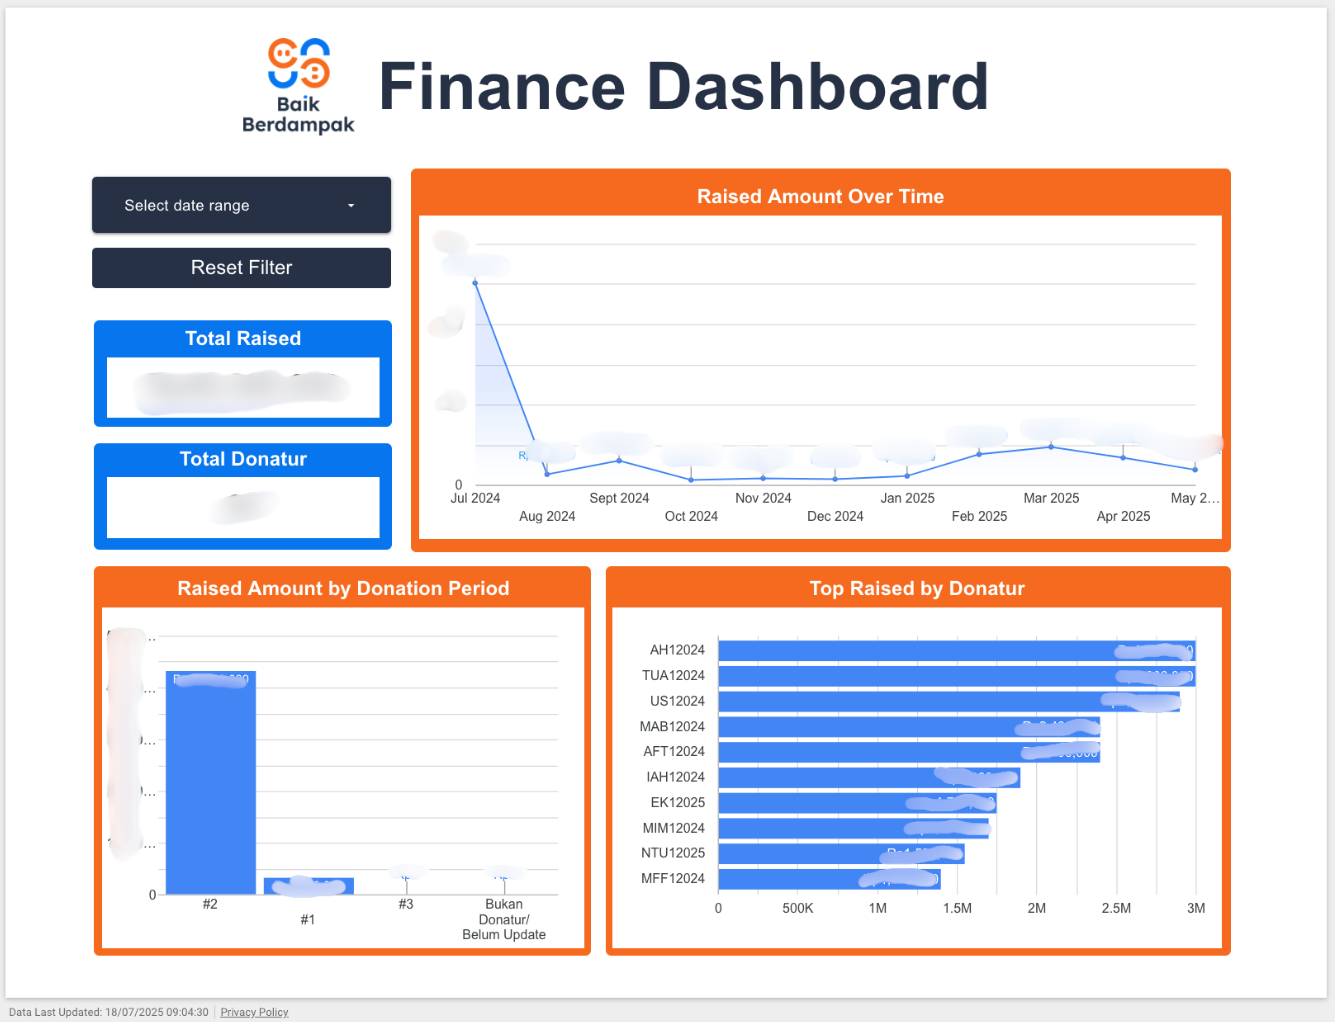 Baik
Berdampak
Finance Dashboard
Select date range
Reset Filter
Total Raised
Total Donatur
Raised Amount Over Time
0
Jul 2024
Aug 2024
Sept 2024
Oct 2024
Nov 2024
Dec 2024
Jan 2025
Feb 2025
Mar 2025
Apr 2025
May 2...
Raised Amount by Donation Period
0
#2
#1
#3
Bukan
Donatur/
Belum Update
Top Raised by Donatur
AH12024
TUA12024
US12024
MAB12024
AFT12024
IAH12024
EK12025
MIM12024
NTU12025
MFF12024
0
500K
1M
1.5M
2M
2.5M
3M
Data Last Updated: 18/07/2025 09:04:30
Privacy Policy